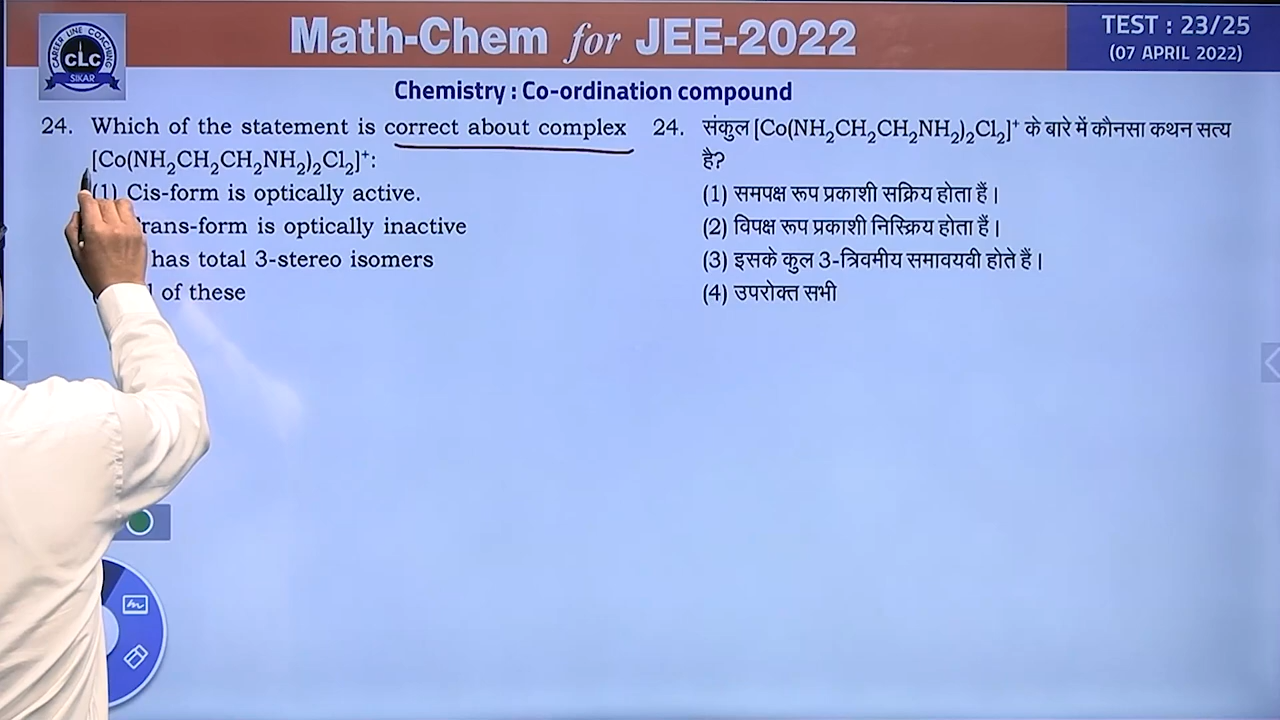 CAREER LINE COACHING
CLC
SIKAR
Math-Chem for JEE-2022
TEST : 23/25
(07 APRIL 2022)
Chemistry : Co-ordination compound
24. Which of the statement is correct about complex
[Co(NH₂CH₂CH₂NH₂)₂Cl₂]⁺:
(1) Cis-form is optically active.
rans-form is optically inactive
has total 3-stereo isomers
of these
24. संकुल [Co(NH₂CH₂CH₂NH₂)₂Cl₂]⁺ के बारे में कौनसा कथन सत्य
है?
(1) समपक्ष रूप प्रकाशी सक्रिय होता हैं।
(2) विपक्ष रूप प्रकाशी निस्क्रिय होता हैं।
(3) इसके कुल 3-त्रिवमीय समावयवी होते हैं।
(4) उपरोक्त सभी